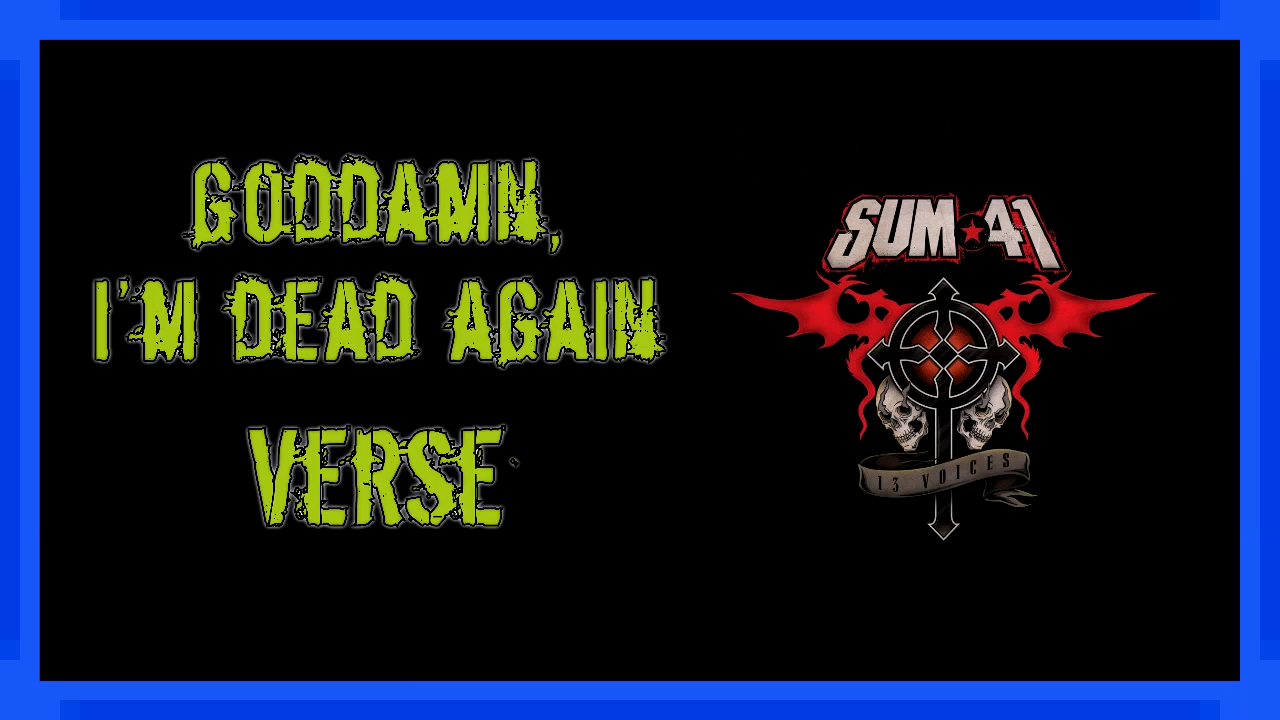 GODDAMN,
I'M DEAD AGAIN
VERSE
SUM 41
13 VOICES